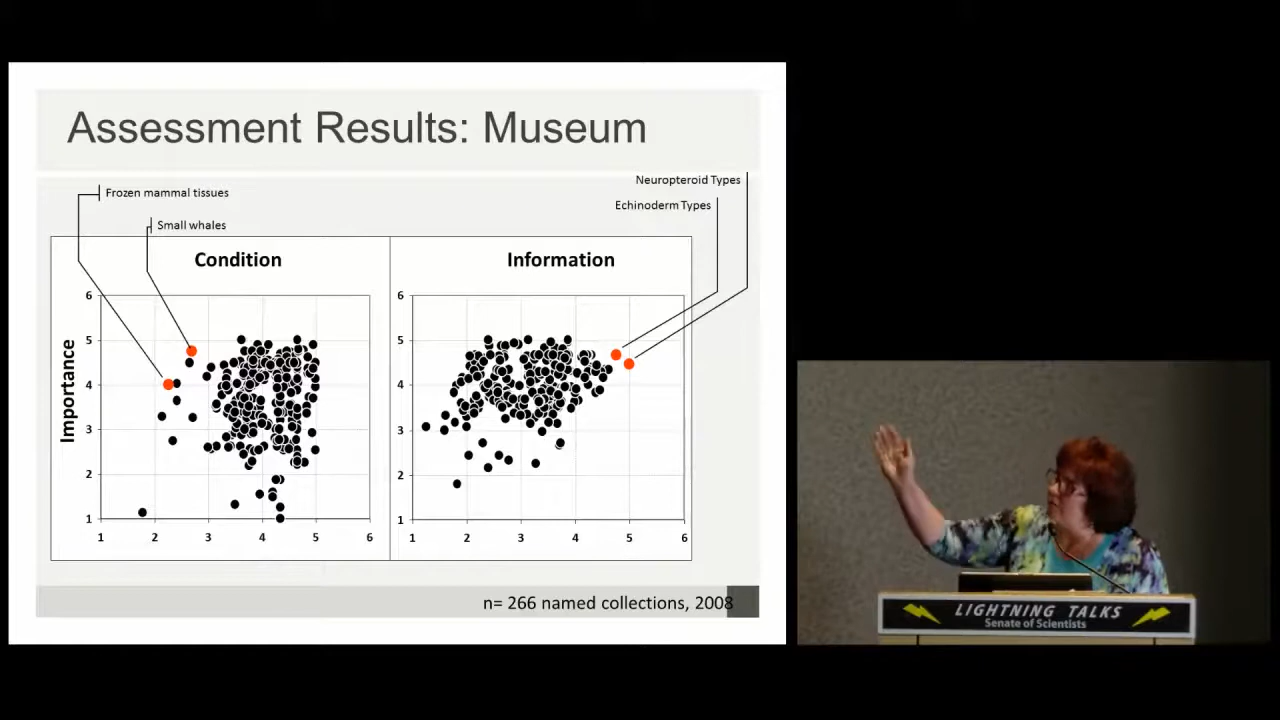 Assessment Results: Museum
Neuropteroid Types
Frozen mammal tissues
Echinoderm Types
Small whales
Condition
Information
Importance
6
5
4
3
2
1
1 2 3 4 5 6
6
5
4
3
2
1
1 2 3 4 5 6
n= 266 named collections, 2008
LIGHTNING TALKS
Senate of Scientists